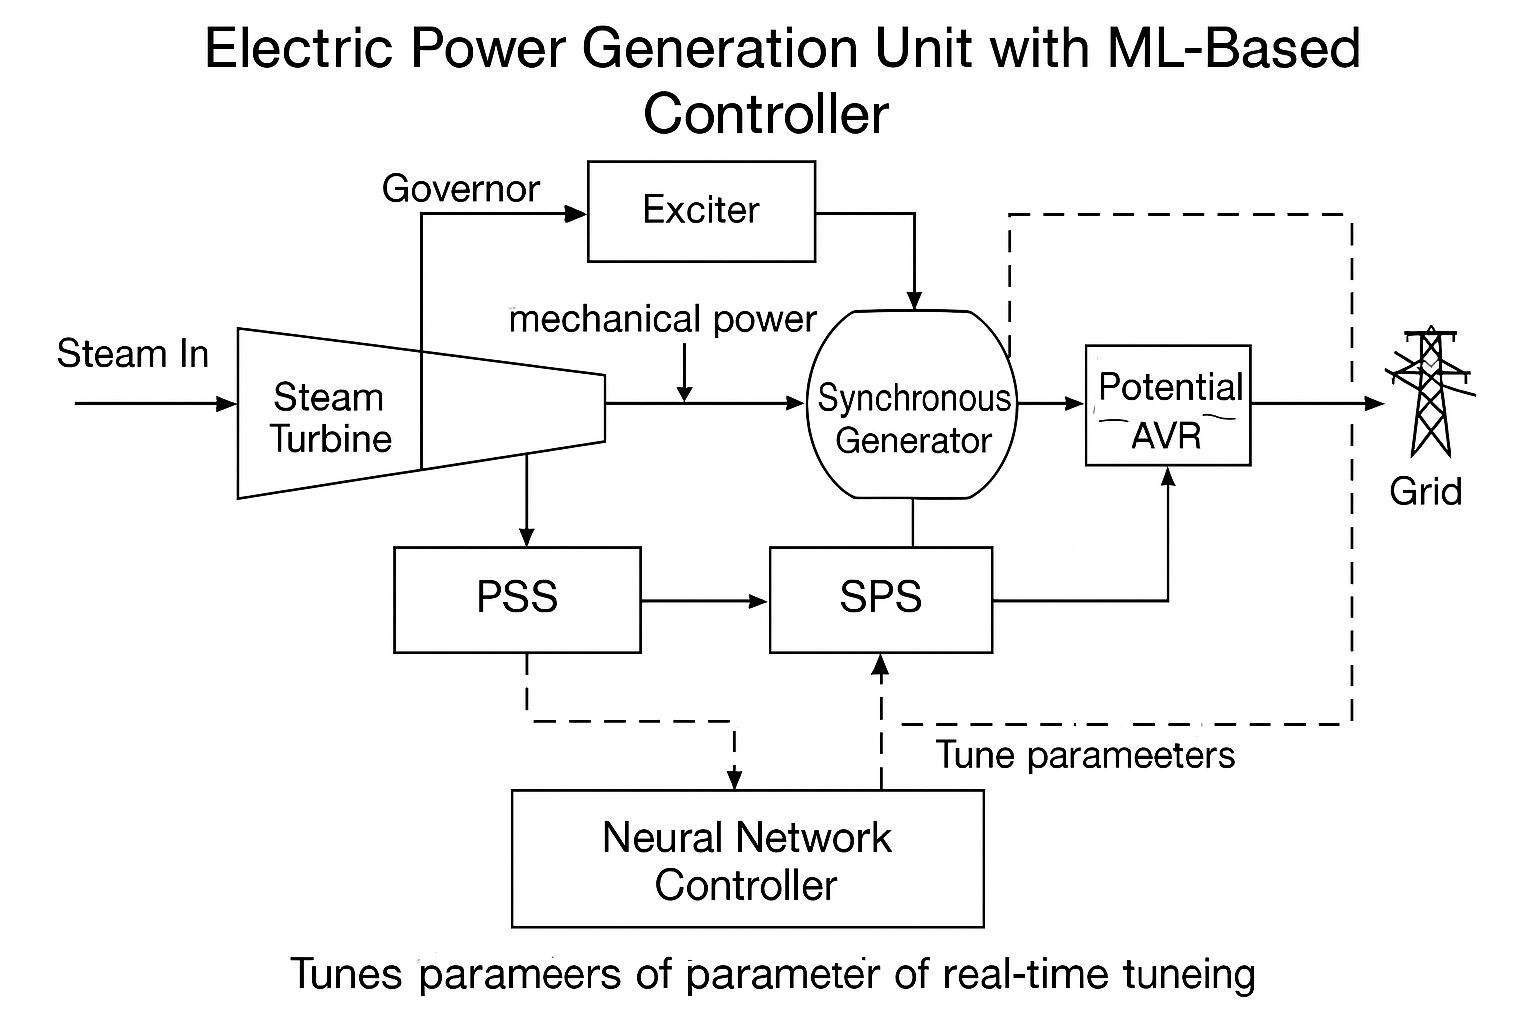 Electric Power Generation Unit with ML-Based
Controller
Governor
Exciter
mechanical power
Steam In
Steam
Turbine
Synchronous
Generator
Potential
AVR
Grid
PSS
SPS
Tune parameeters
Neural Network
Controller
Tunes parameers of parameter of real-time tuneing